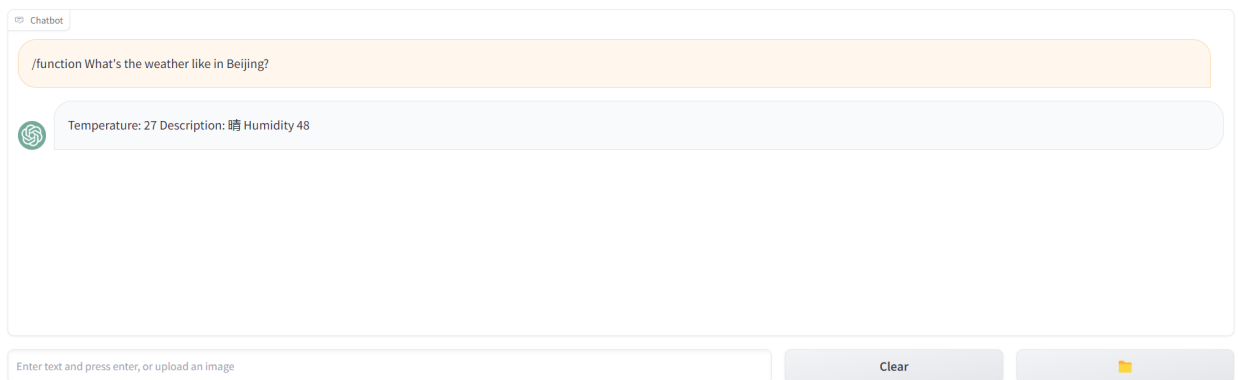 Chatbot
/function What's the weather like in Beijing?
Temperature: 27 Description: 晴 Humidity 48
Enter text and press enter, or upload an image
Clear